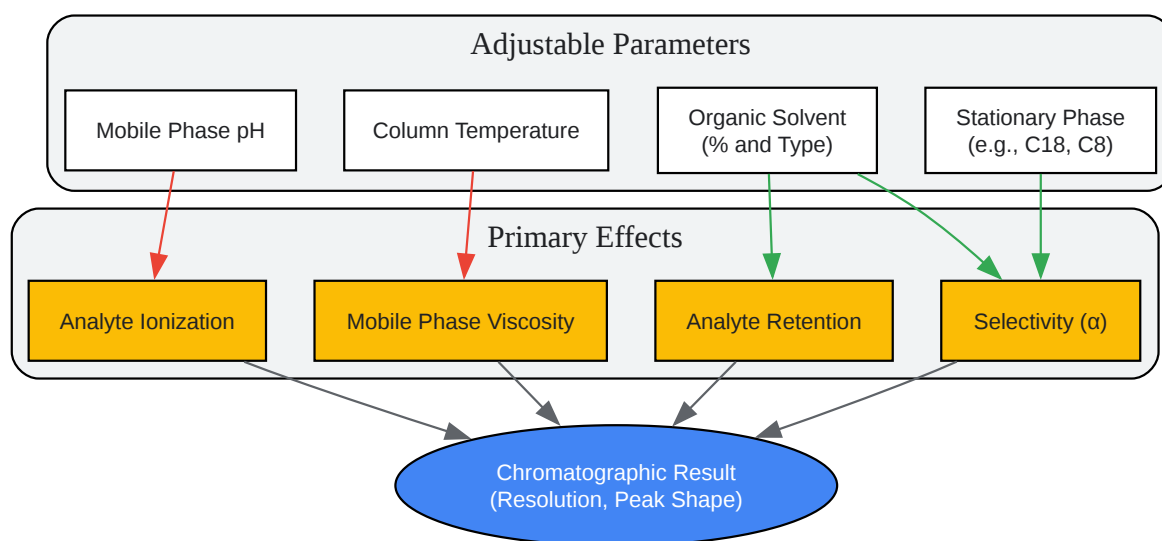 Adjustable Parameters
Mobile Phase pH
Column Temperature
Organic Solvent
(% and Type)
Stationary Phase
(e.g., C18, C8)
Primary Effects
Analyte Ionization
Mobile Phase Viscosity
Analyte Retention
Selectivity (α)
Chromatographic Result
(Resolution, Peak Shape)